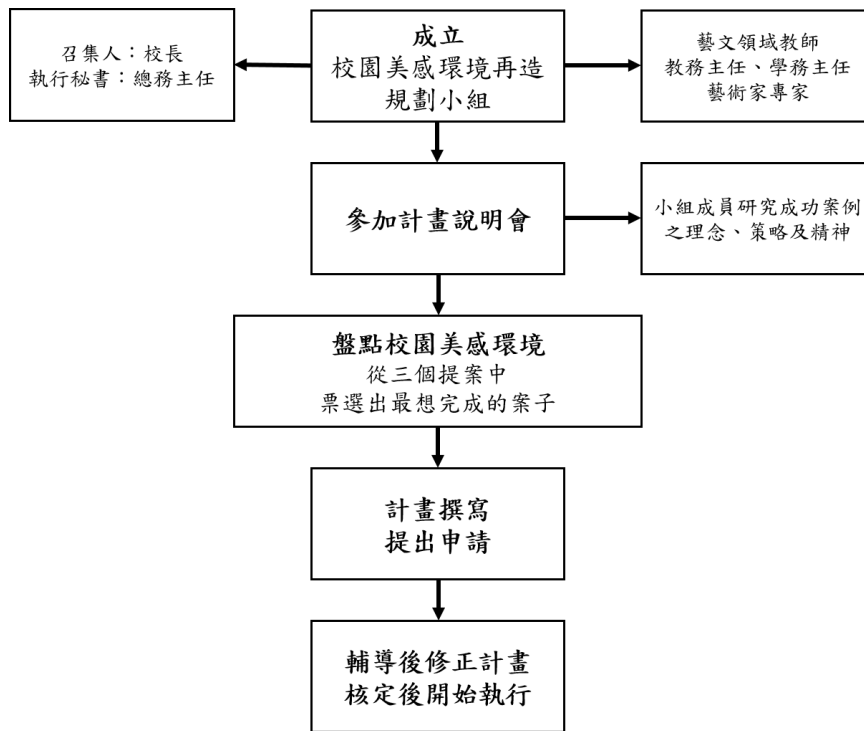 召集人：校長
執行秘書：總務主任
成立
校園美感環境再造
規劃小組
藝文領域教師
教務主任、學務主任
藝術家專家
參加計畫說明會
小組成員研究成功案例
之理念、策略及精神
盤點校園美感環境
從三個提案中
票選出最想完成的案子
計畫撰寫
提出申請
輔導後修正計畫
核定後開始執行